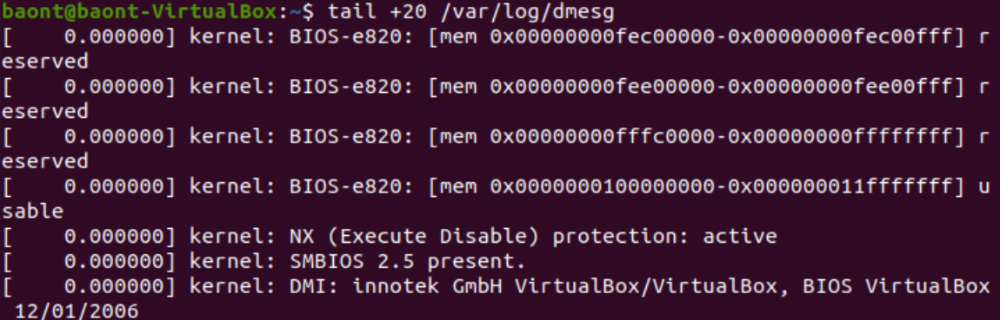 baont@baont-VirtualBox:~$ tail +20 /var/log/dmesg
[    0.000000] kernel: BIOS-e820: [mem 0x00000000fec00000-0x00000000fec00fff] r
eserved
[    0.000000] kernel: BIOS-e820: [mem 0x00000000fee00000-0x00000000fee00fff] r
eserved
[    0.000000] kernel: BIOS-e820: [mem 0x00000000fffc0000-0x00000000ffffffff] r
eserved
[    0.000000] kernel: BIOS-e820: [mem 0x0000000100000000-0x000000011fffffff] u
sable
[    0.000000] kernel: NX (Execute Disable) protection: active
[    0.000000] kernel: SMBIOS 2.5 present.
[    0.000000] kernel: DMI: innotek GmbH VirtualBox/VirtualBox, BIOS VirtualBox
 12/01/2006